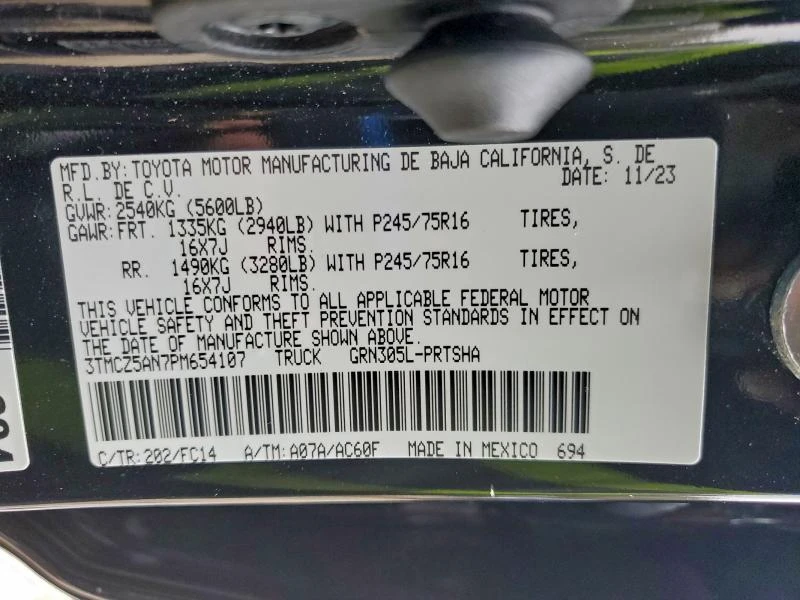 MFD.BY:TOYOTA MOTOR MANUFACTURING DE BAJA CALIFORNIA, S. DE
R.L. DE C.V. DATE: 11/23
GVWR:2540KG (5600LB)
GAWR:FRT. 1335KG (2940LB) WITH P245/75R16 TIRES,
16X7J RIMS.
RR. 1490KG (3280LB) WITH P245/75R16 TIRES,
16X7J RIMS.
THIS VEHICLE CONFORMS TO ALL APPLICABLE FEDERAL MOTOR
VEHICLE SAFETY AND THEFT PREVENTION STANDARDS IN EFFECT ON
THE DATE OF MANUFACTURE SHOWN ABOVE.
3TMCZ5AN7PM654107 TRUCK GRN305L-PRTSHA
C/TR:202/FC14 A/TM:A07A/AC60F MADE IN MEXICO 694